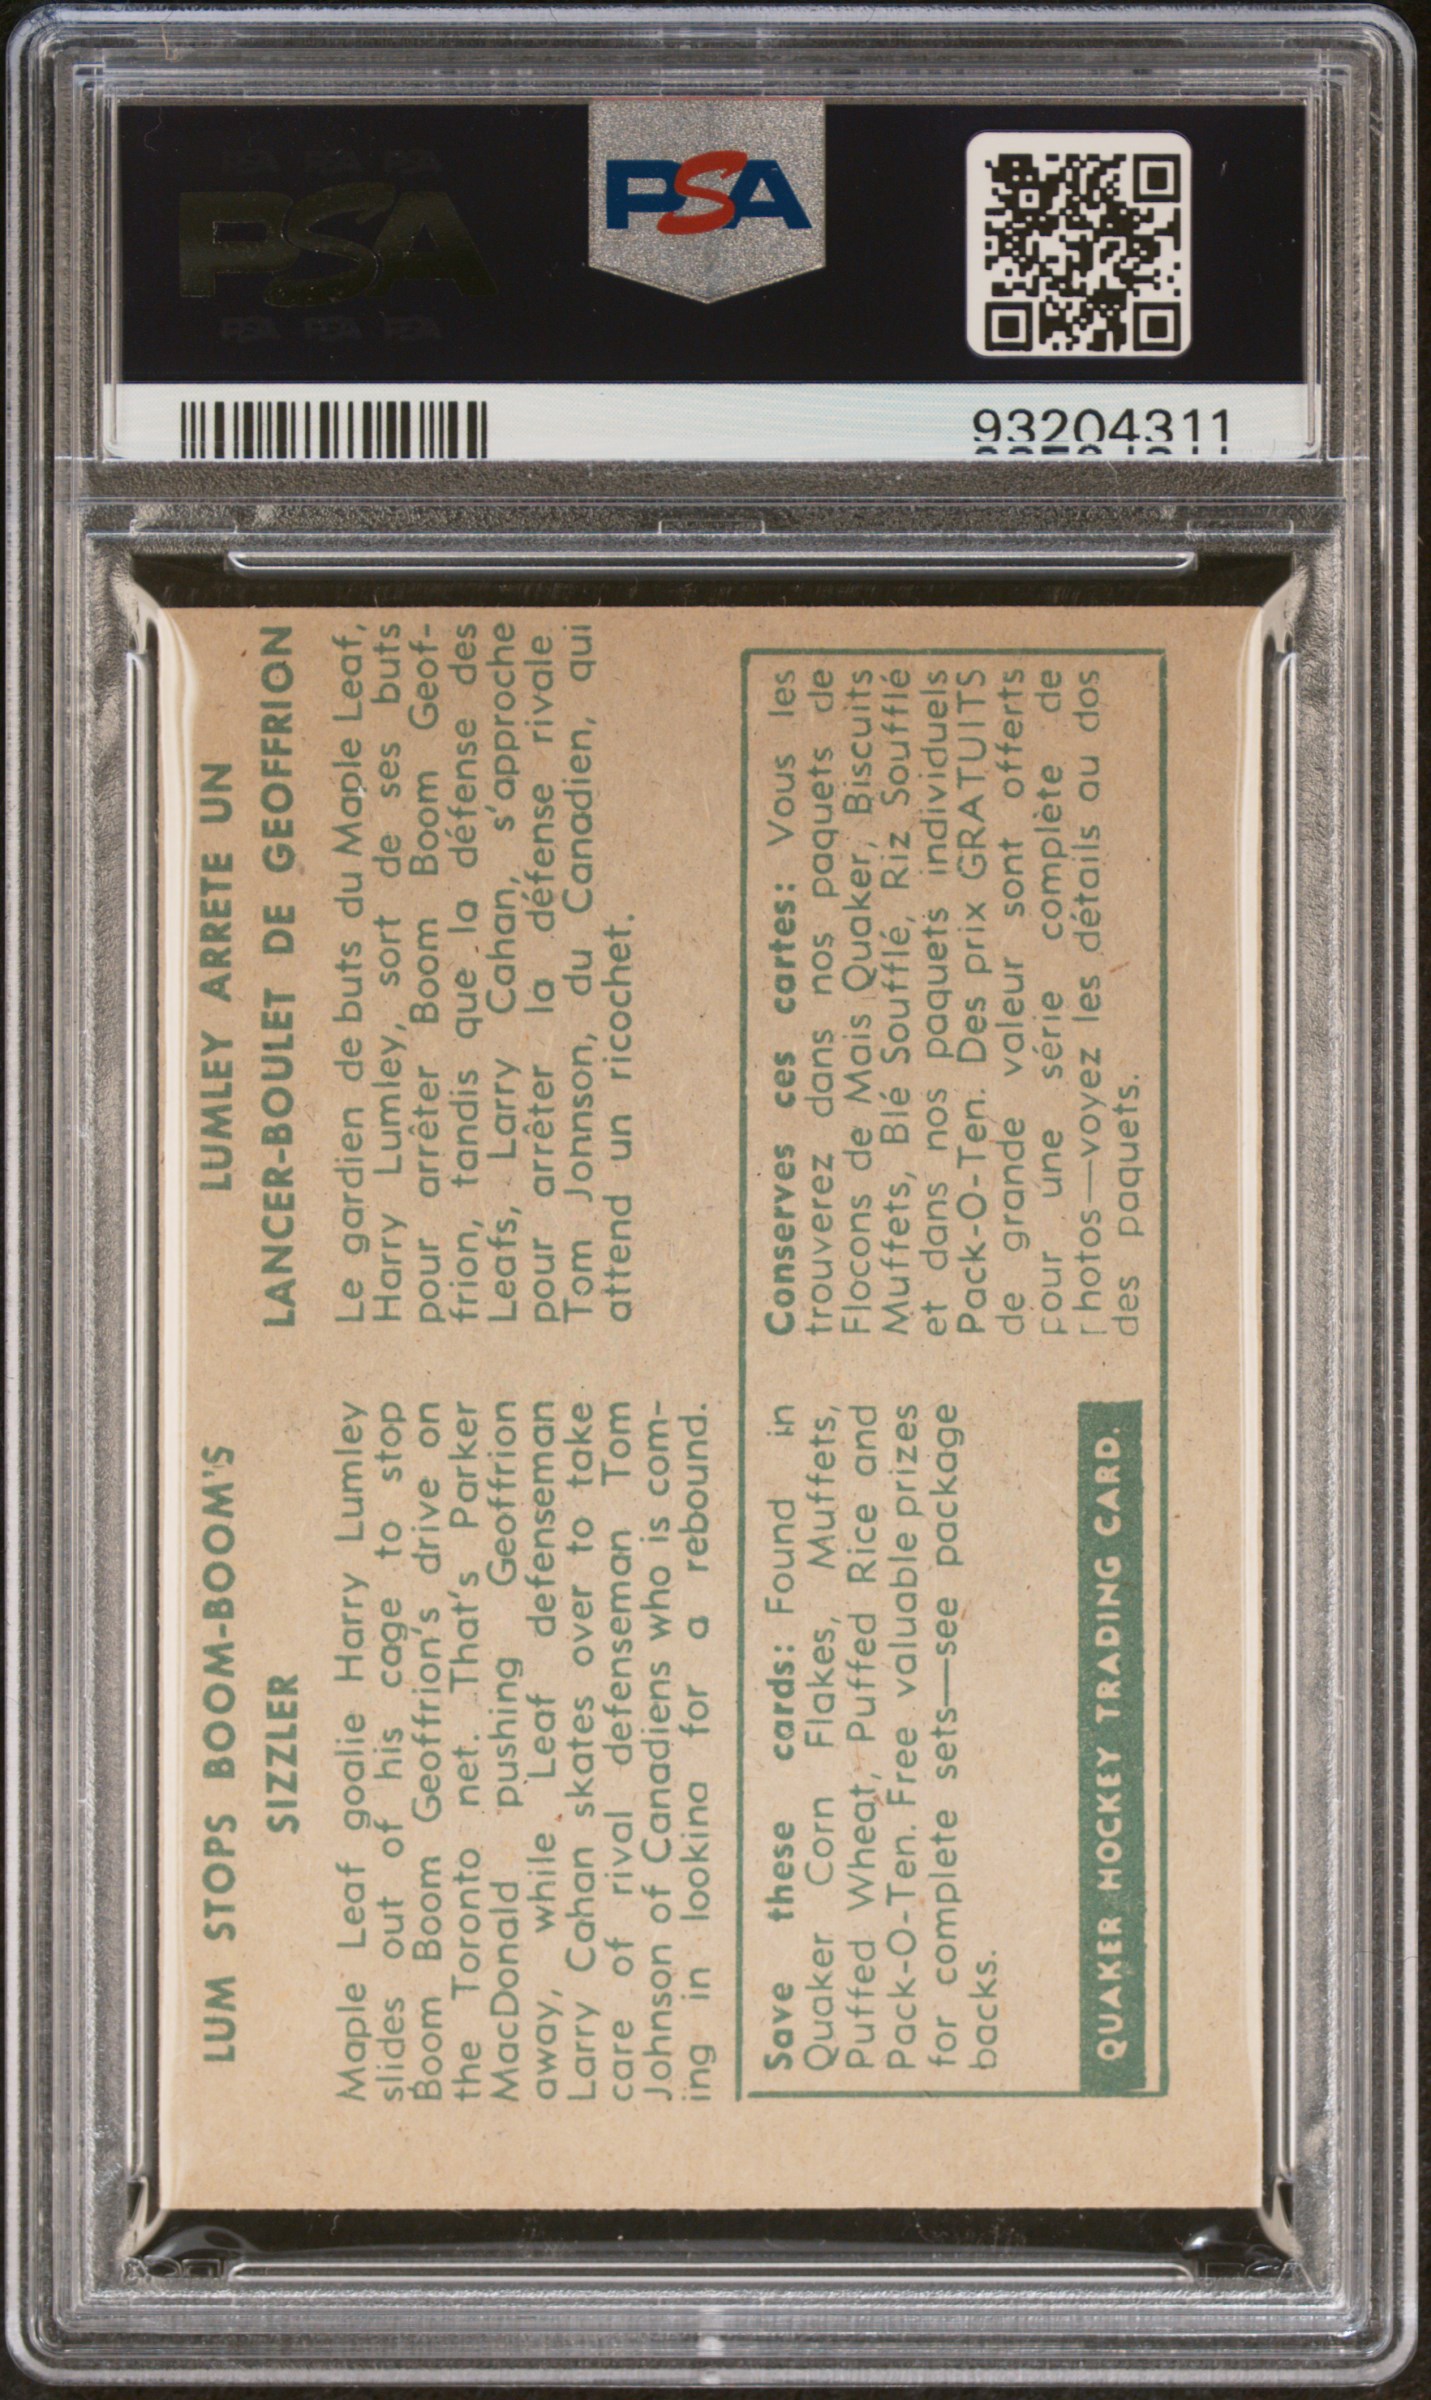 PSA
93204311
LUM STOPS BOOM-BOOM'S
SIZZLER
Maple Leaf goalie Harry Lumley
slides out of his cage to stop
Boom Boom Geoffrion's drive on
the Toronto net. That's Parker
MacDonald pushing Geoffrion
away, while Leaf defenseman
Larry Cahan skates over to take
care of rival defenseman Tom
Johnson of Canadiens who is com-
ing in looking for a rebound.
LUMLEY ARRETE UN
LANCER-BOULET DE GEOFFRION
Le gardien de buts du Maple Leaf,
Harry Lumley, sort de ses buts
pour arrêter Boom Boom Geof-
frion, tandis que la défense des
Leafs, Larry Cahan, s'approche
pour arrêter la défense rivale
Tom Jonnson, du Canadien, qui
attend un ricochet.
Save these cards: Found in
Quaker Corn Flakes, Muffets,
Puffed Wheat, Puffed Rice and
Pack-O-Ten. Free valuable prizes
for complete sets—see package
backs.
QUAKER HOCKEY TRADING CARD.
Conserves ces cartes: Vous les
trouverez dans nos paquets de
Flocons de Mais Quaker, Biscuits
Muffets, Blé Soufflé, Riz Soufflé
et dans nos paquets individuels
Pack-O-Ten. Des prix GRATUITS
de grande valeur sont offerts
pour une série complète de
photos—voyez les détails au dos
des paquets.